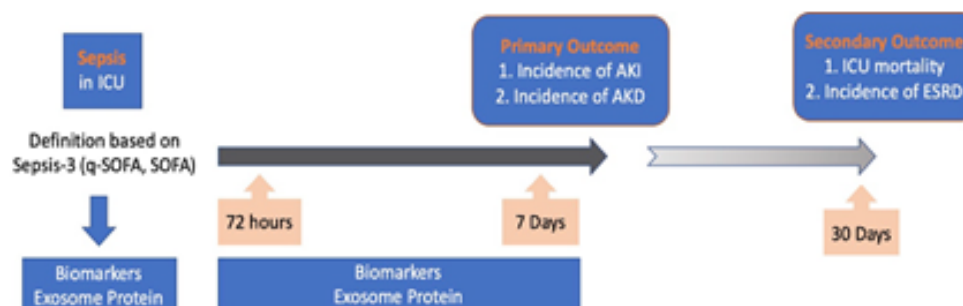 Sepsis
in ICU
Definition based on
Sepsis-3 (q-SOFA, SOFA)
Biomarkers
Exosome Protein
72 hours
7 Days
Biomarkers
Exosome Protein
Primary Outcome
1. Incidence of AKI
2. Incidence of AKD
Secondary Outcome
1. ICU mortality
2. Incidence of ESRD
30 Days